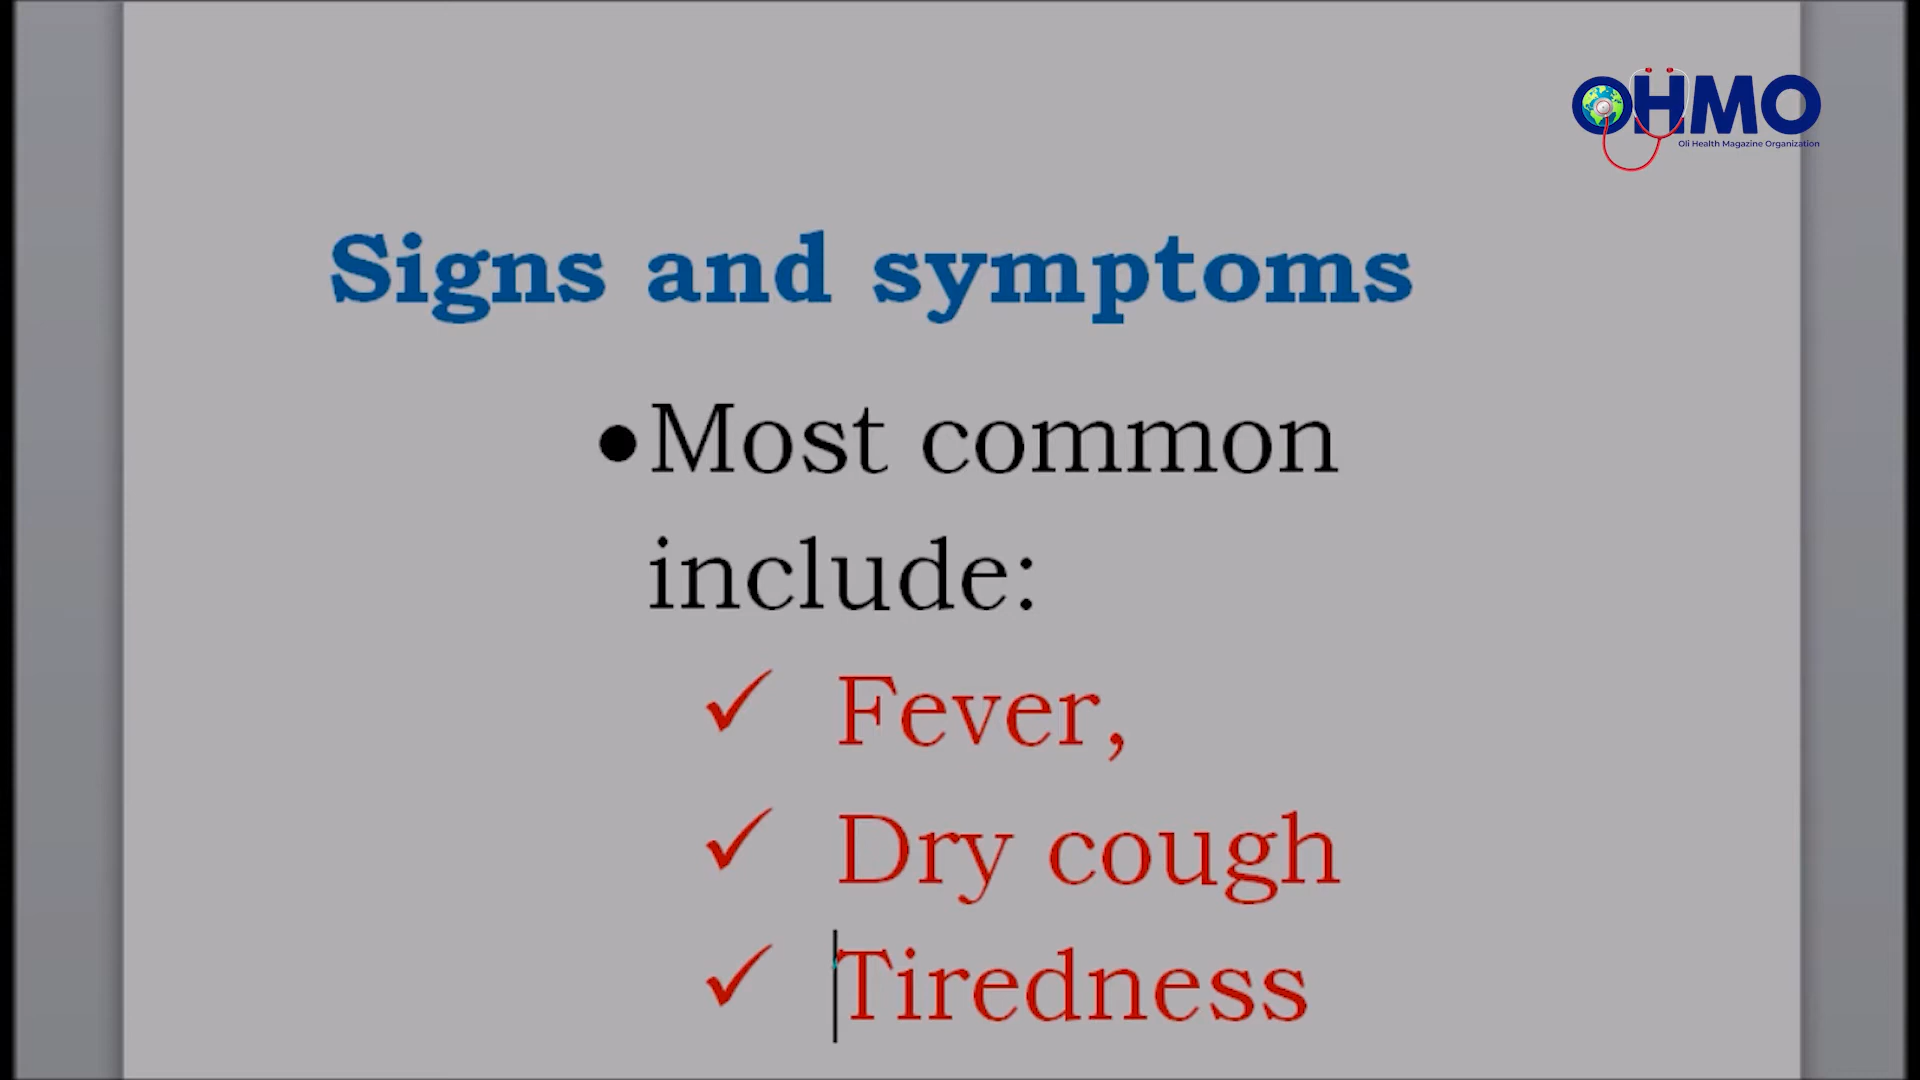 OHMO
Oli Health Magazine Organization
Signs and symptoms
•Most common
include:
✓ Fever,
✓ Dry cough
✓ Tiredness